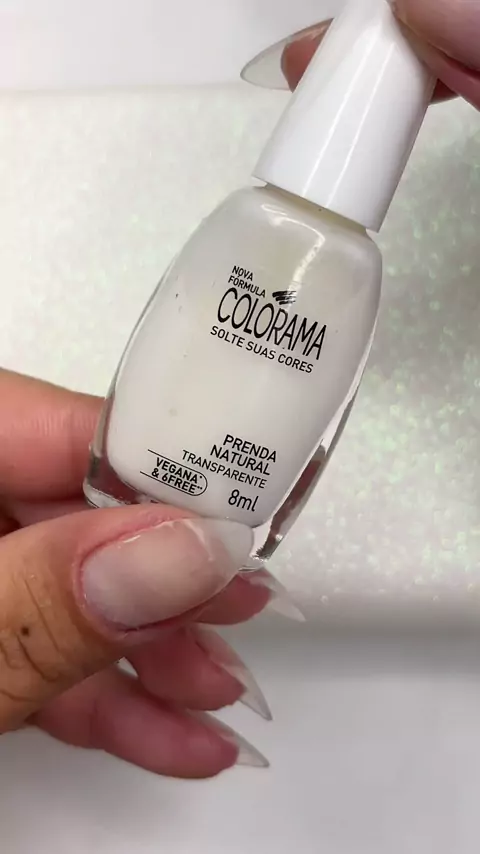 NOVA
FÓRMULA
COLORAMA
SOLTE SUAS CORES
PRENDA
NATURAL
TRANSPARENTE
VEGANA*
& 6FREE**
8ml